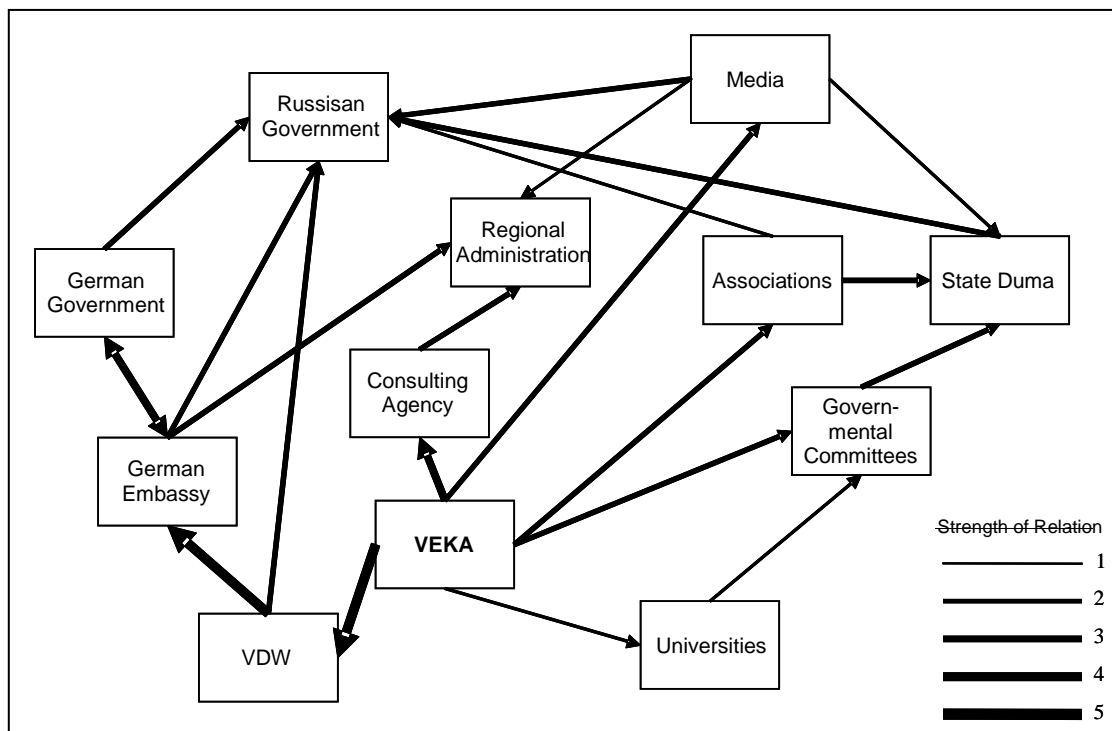 Media
Russisan
Government
Regional
Administration
German
Government
Associations
State Duma
Consulting
Agency
Govern-
mental
Committees
German
Embassy
VEKA
VDW
Universities
Strength of Relation
1
2
3
4
5